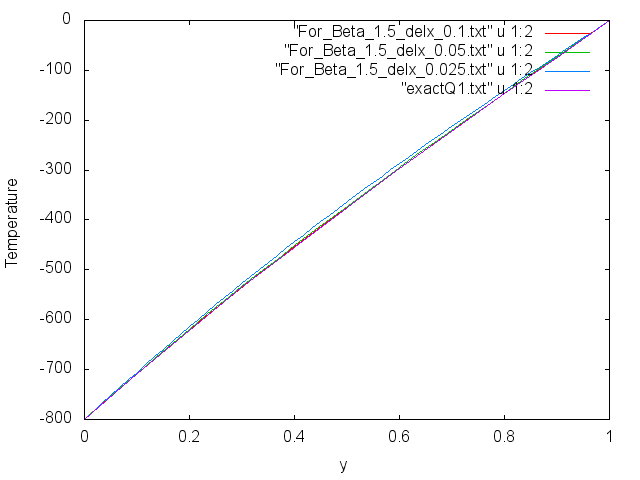 0
-100
-200
-300
-400
-500
-600
-700
-800
0 0.2 0.4 0.6 0.8 1
Temperature
y
"For_Beta_1.5_delx_0.1.txt" u 1:2
"For_Beta_1.5_delx_0.05.txt" u 1:2
"For_Beta_1.5_delx_0.025.txt" u 1:2
"exactQ1.txt" u 1:2